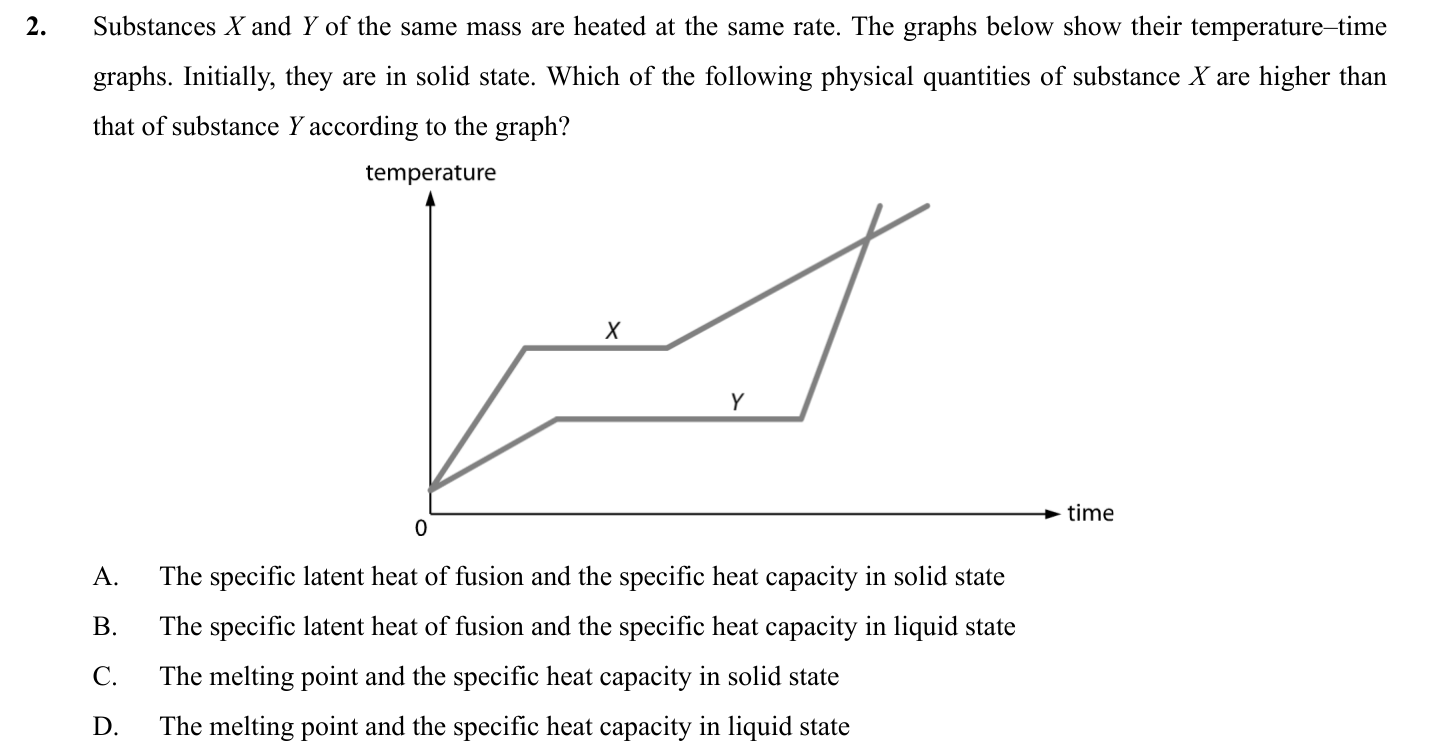 2. Substances X and Y of the same mass are heated at the same rate. The graphs below show their temperature–time
graphs. Initially, they are in solid state. Which of the following physical quantities of substance X are higher than
that of substance Y according to the graph?
temperature
X
Y
time
0
A. The specific latent heat of fusion and the specific heat capacity in solid state
B. The specific latent heat of fusion and the specific heat capacity in liquid state
C. The melting point and the specific heat capacity in solid state
D. The melting point and the specific heat capacity in liquid state